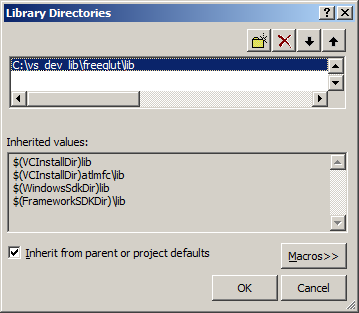 Library Directories
C:\vs_dev_lib\freeglut\lib
Inherited values:
$(VCInstallDir)lib
$(VCInstallDir)atlmfc\lib
$(WindowsSdkDir)lib
$(FrameworkSDKDir)\lib
Inherit from parent or project defaults
Macros>>
OK
Cancel